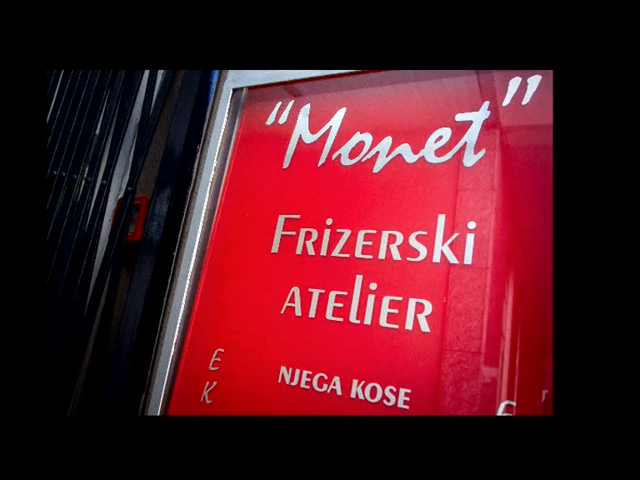 "Monet"
FRIZERSki
ATEliER
E
K
NJEGA KOSE